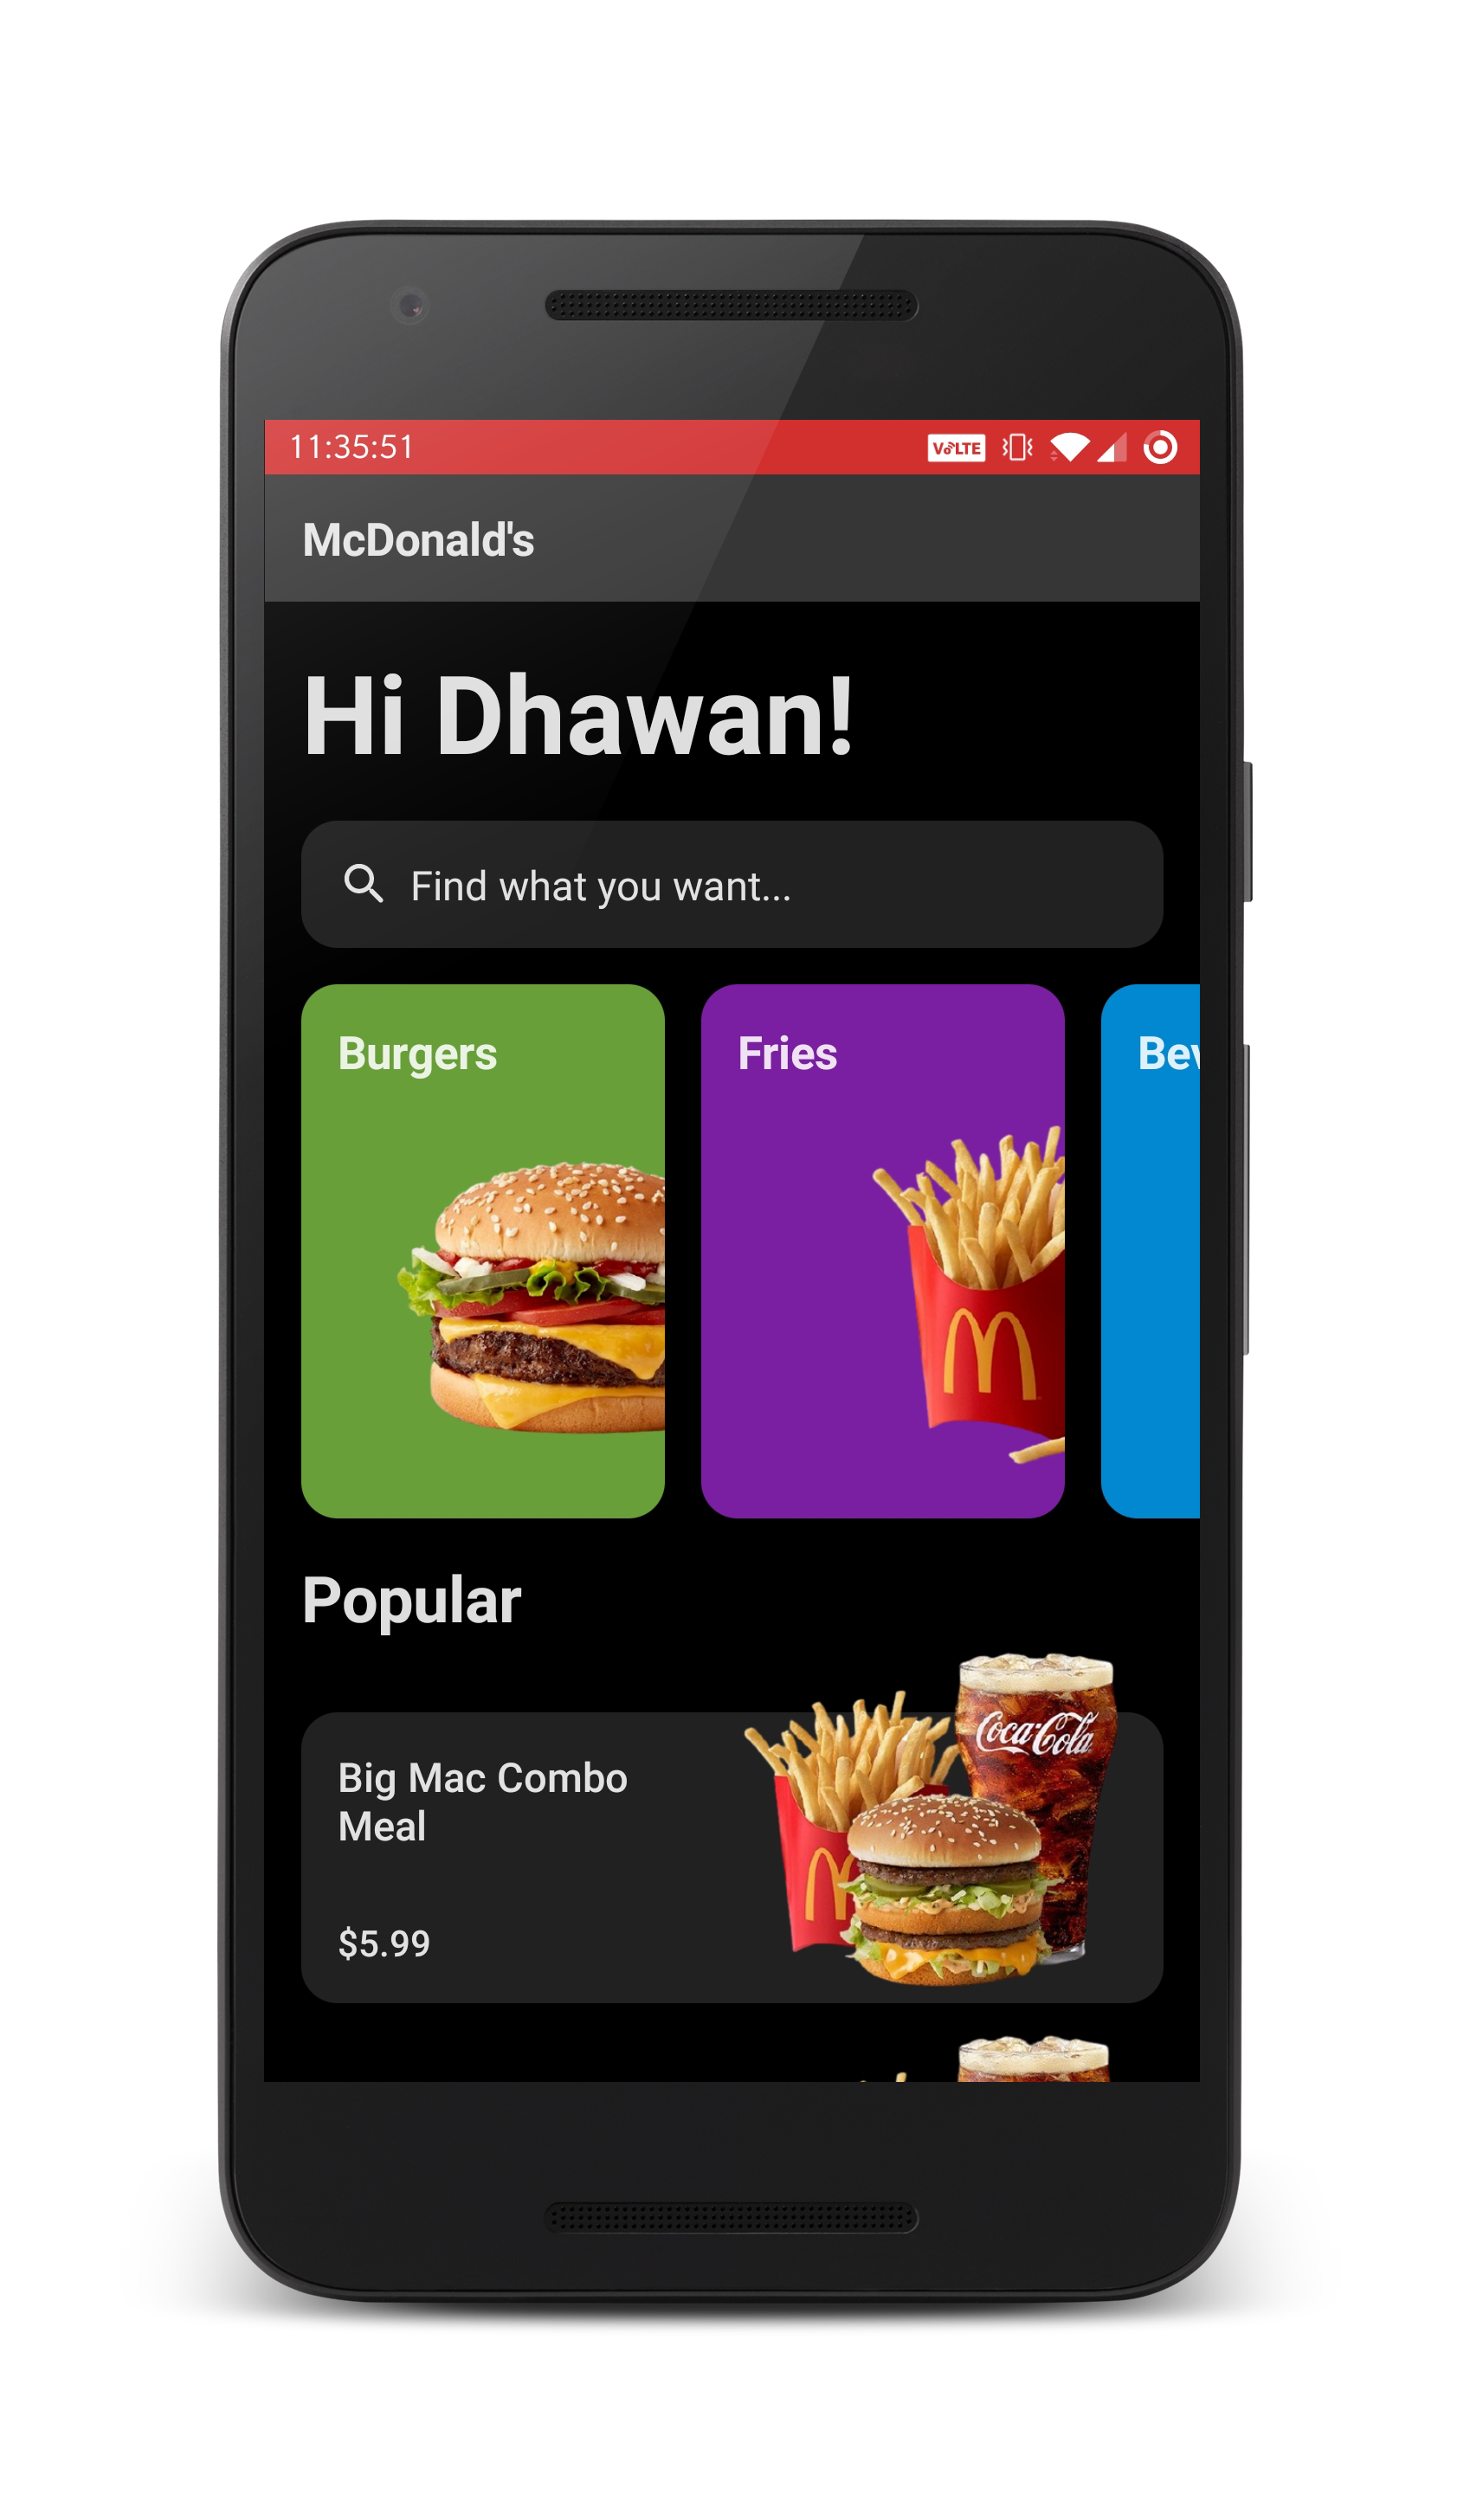 11:35:51 VoLTE
McDonald's
Hi Dhawan!
Find what you want...
Burgers Fries Bev
Popular
Coca-Cola
Big Mac Combo
Meal
$5.99